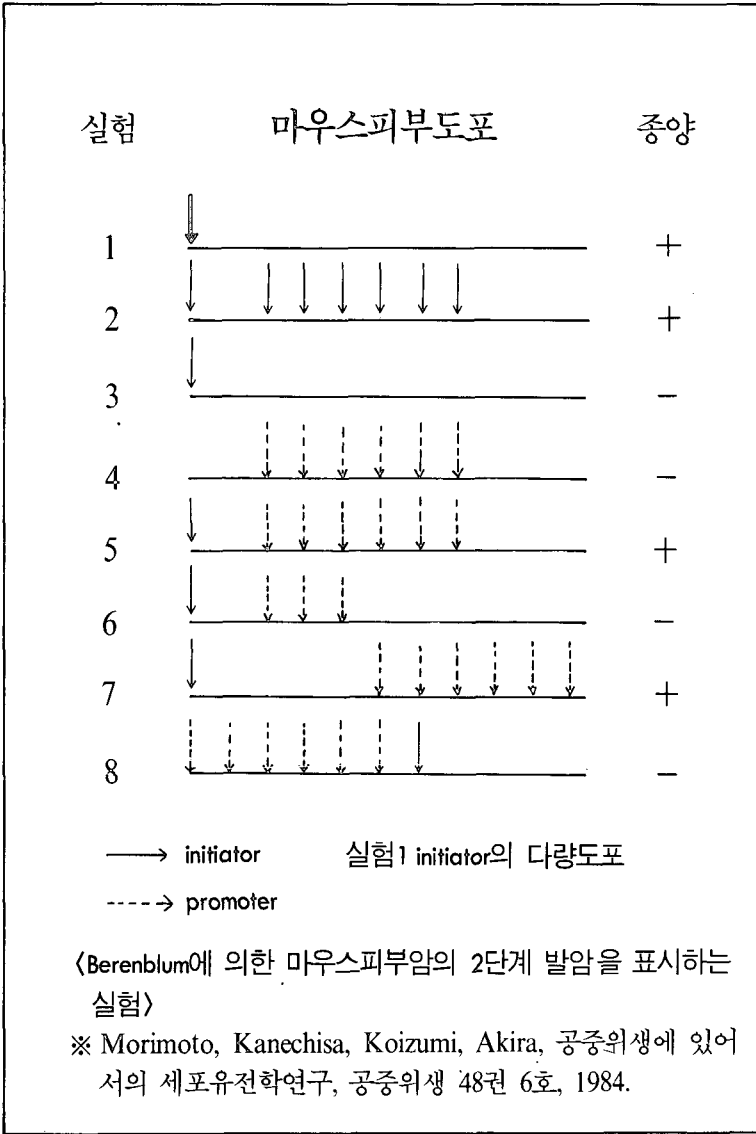 실험 마우스피부도포 종양
1 +
2 +
3 −
4 −
5 +
6 −
7 +
8 −
initiator 실험1 initiator의 다량도포
promoter
〈Berenblum에 의한 마우스피부암의 2단계 발암을 표시하는
실험〉
※ Morimoto, Kanechisa, Koizumi, Akira, 공중위생에 있어
서의 세포유전학연구, 공중위생 48권 6호, 1984.